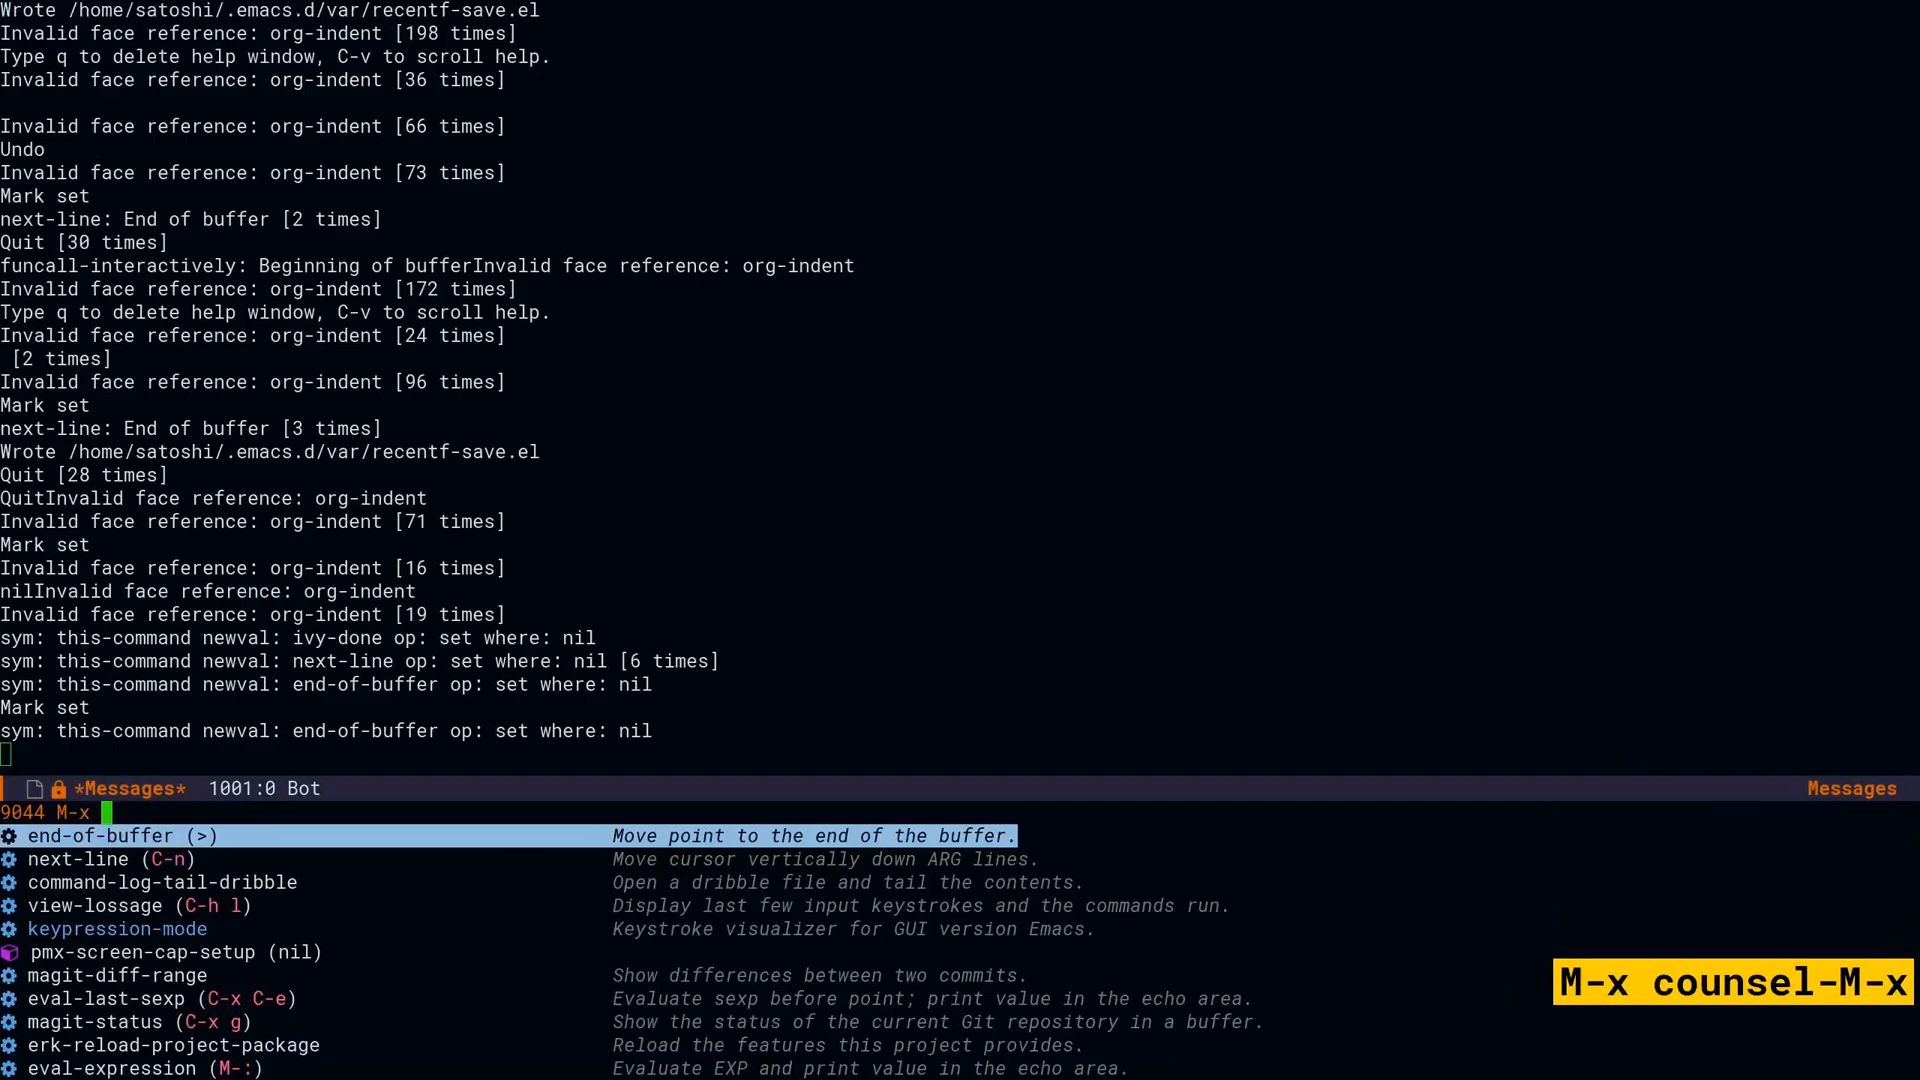 Wrote /home/satoshi/.emacs.d/var/recentf-save.el
Invalid face reference: org-indent [198 times]
Type q to delete help window, C-v to scroll help.
Invalid face reference: org-indent [36 times]
Invalid face reference: org-indent [66 times]
Undo
Invalid face reference: org-indent [73 times]
Mark set
next-line: End of buffer [2 times]
Quit [30 times]
funcall-interactively: Beginning of bufferInvalid face reference: org-indent
Invalid face reference: org-indent [172 times]
Type q to delete help window, C-v to scroll help.
Invalid face reference: org-indent [24 times]
 [2 times]
Invalid face reference: org-indent [96 times]
Mark set
next-line: End of buffer [3 times]
Wrote /home/satoshi/.emacs.d/var/recentf-save.el
Quit [28 times]
QuitInvalid face reference: org-indent
Invalid face reference: org-indent [71 times]
Mark set
Invalid face reference: org-indent [16 times]
nilInvalid face reference: org-indent
Invalid face reference: org-indent [19 times]
sym: this-command newval: ivy-done op: set where: nil
sym: this-command newval: next-line op: set where: nil [6 times]
sym: this-command newval: end-of-buffer op: set where: nil
Mark set
sym: this-command newval: end-of-buffer op: set where: nil
*Messages* 1001:0 Bot Messages
9044 M-x
end-of-buffer (>) Move point to the end of the buffer.
next-line (C-n) Move cursor vertically down ARG lines.
command-log-tail-dribble Open a dribble file and tail the contents.
view-lossage (C-h l) Display last few input keystrokes and the commands run.
keypression-mode Keystroke visualizer for GUI version Emacs.
pmx-screen-cap-setup (nil)
magit-diff-range Show differences between two commits.
eval-last-sexp (C-x C-e) Evaluate sexp before point; print value in the echo area.
magit-status (C-x g) Show the status of the current Git repository in a buffer.
erk-reload-project-package Reload the features this project provides.
eval-expression (M-:) Evaluate EXP and print value in the echo area.
M-x counsel-M-x